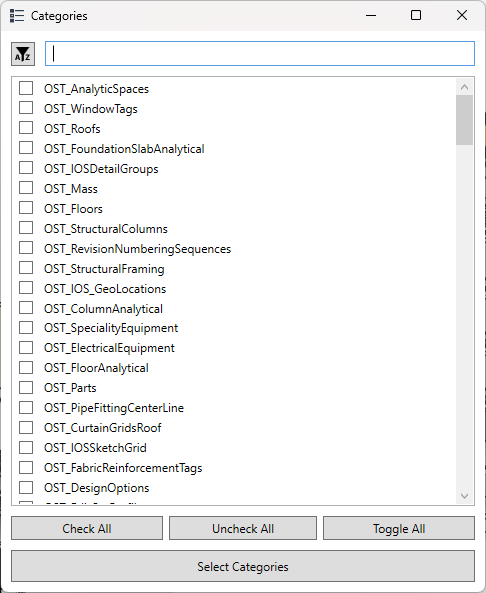 Categories
AZ
OST_AnalyticSpaces
OST_WindowTags
OST_Roofs
OST_FoundationSlabAnalytical
OST_IOSDetailGroups
OST_Mass
OST_Floors
OST_StructuralColumns
OST_RevisionNumberingSequences
OST_StructuralFraming
OST_IOS_GeoLocations
OST_ColumnAnalytical
OST_SpecialityEquipment
OST_ElectricalEquipment
OST_FloorAnalytical
OST_Parts
OST_PipeFittingCenterLine
OST_CurtainGridsRoof
OST_IOSSketchGrid
OST_FabricReinforcementTags
OST_DesignOptions
Check All
Uncheck All
Toggle All
Select Categories